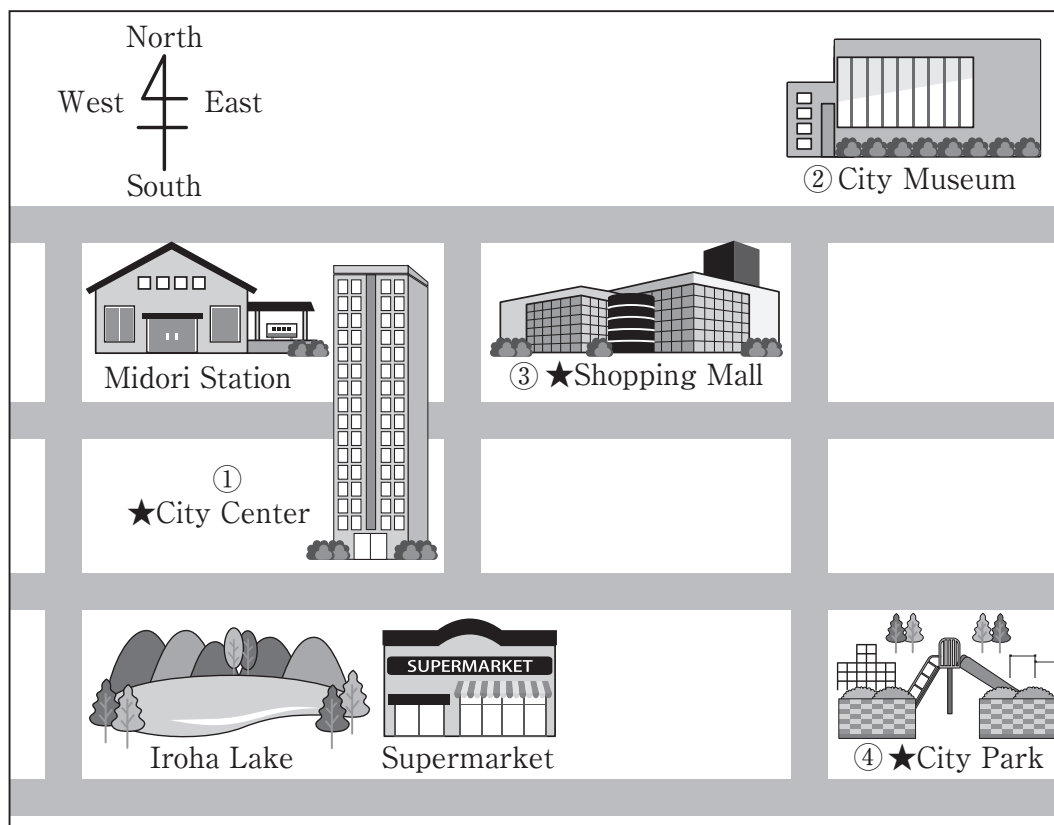 North
West East
South
② City Museum
Midori Station
③ ★Shopping Mall
①
★City Center
SUPERMARKET
Iroha Lake
Supermarket
④ ★City Park